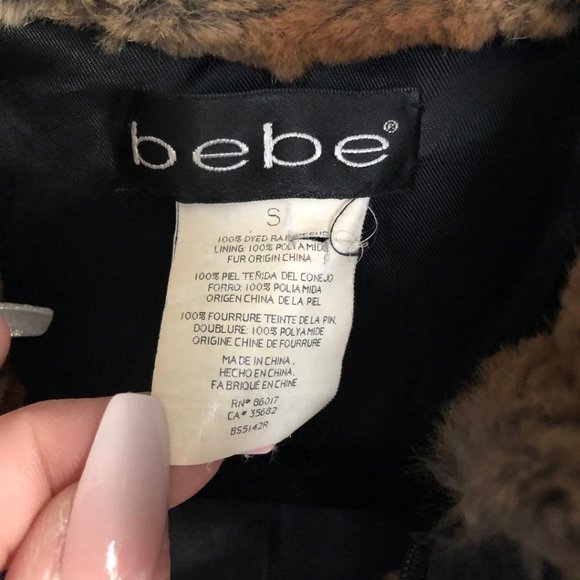 bebe®
S
100% DYED
LINING: 100% POLYAMIDE
FUR ORIGIN CHINA
100% PIEL TEÑIDA DEL CONEJO
FORRO: 100% POLIAMIDA
ORIGEN CHINA DE LA PIEL
100% FOURRURE TEINTE DE LA PIN.
DOUBLURE: 100% POLYAMIDE
ORIGINE CHINE DE FOURRURE
MADE IN CHINA.
HECHO EN CHINA.
FABRIQUE EN CHINE
RN# 86017
CA# 35682
BS5142R